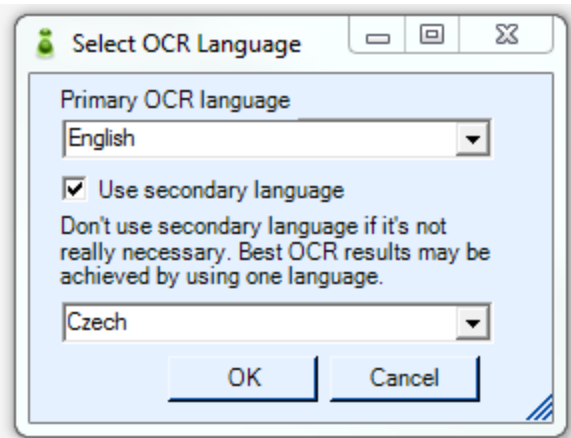 Select OCR Language
Primary OCR language
English
Use secondary language
Don't use secondary language if it's not
really necessary. Best OCR results may be
achieved by using one language.
Czech
OK Cancel